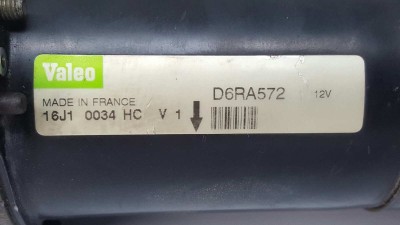 Valeo
D6RA572 12V
MADE IN FRANCE
16J1 0034 HC V 1